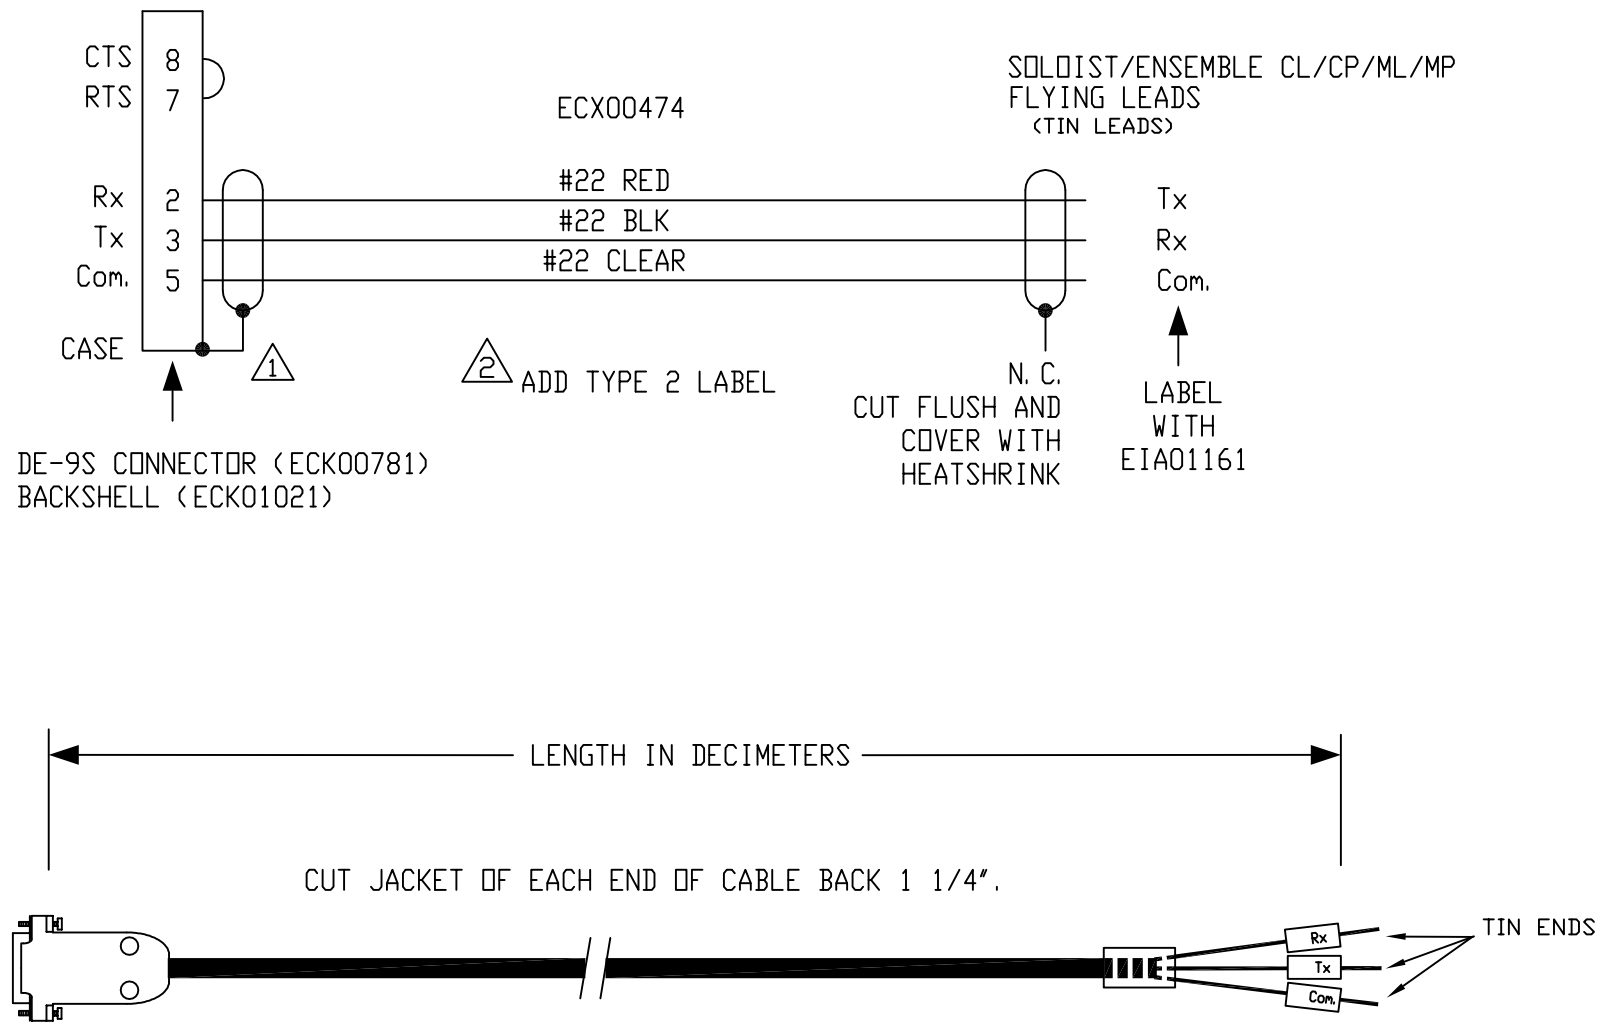 CTS 8
RTS 7
ECX00474
SOLOIST/ENSEMBLE CL/CP/ML/MP
FLYING LEADS
(TIN LEADS)
Rx 2 #22 RED Tx
Tx 3 #22 BLK Rx
Com. 5 #22 CLEAR Com.
CASE
1
2 ADD TYPE 2 LABEL
N. C.
CUT FLUSH AND
COVER WITH
HEATSHRINK
LABEL
WITH
EIA01161
DE-9S CONNECTOR (ECK00781)
BACKSHELL (ECK01021)
LENGTH IN DECIMETERS
CUT JACKET OF EACH END OF CABLE BACK 1 1/4".
Rx
Tx
Com.
TIN ENDS